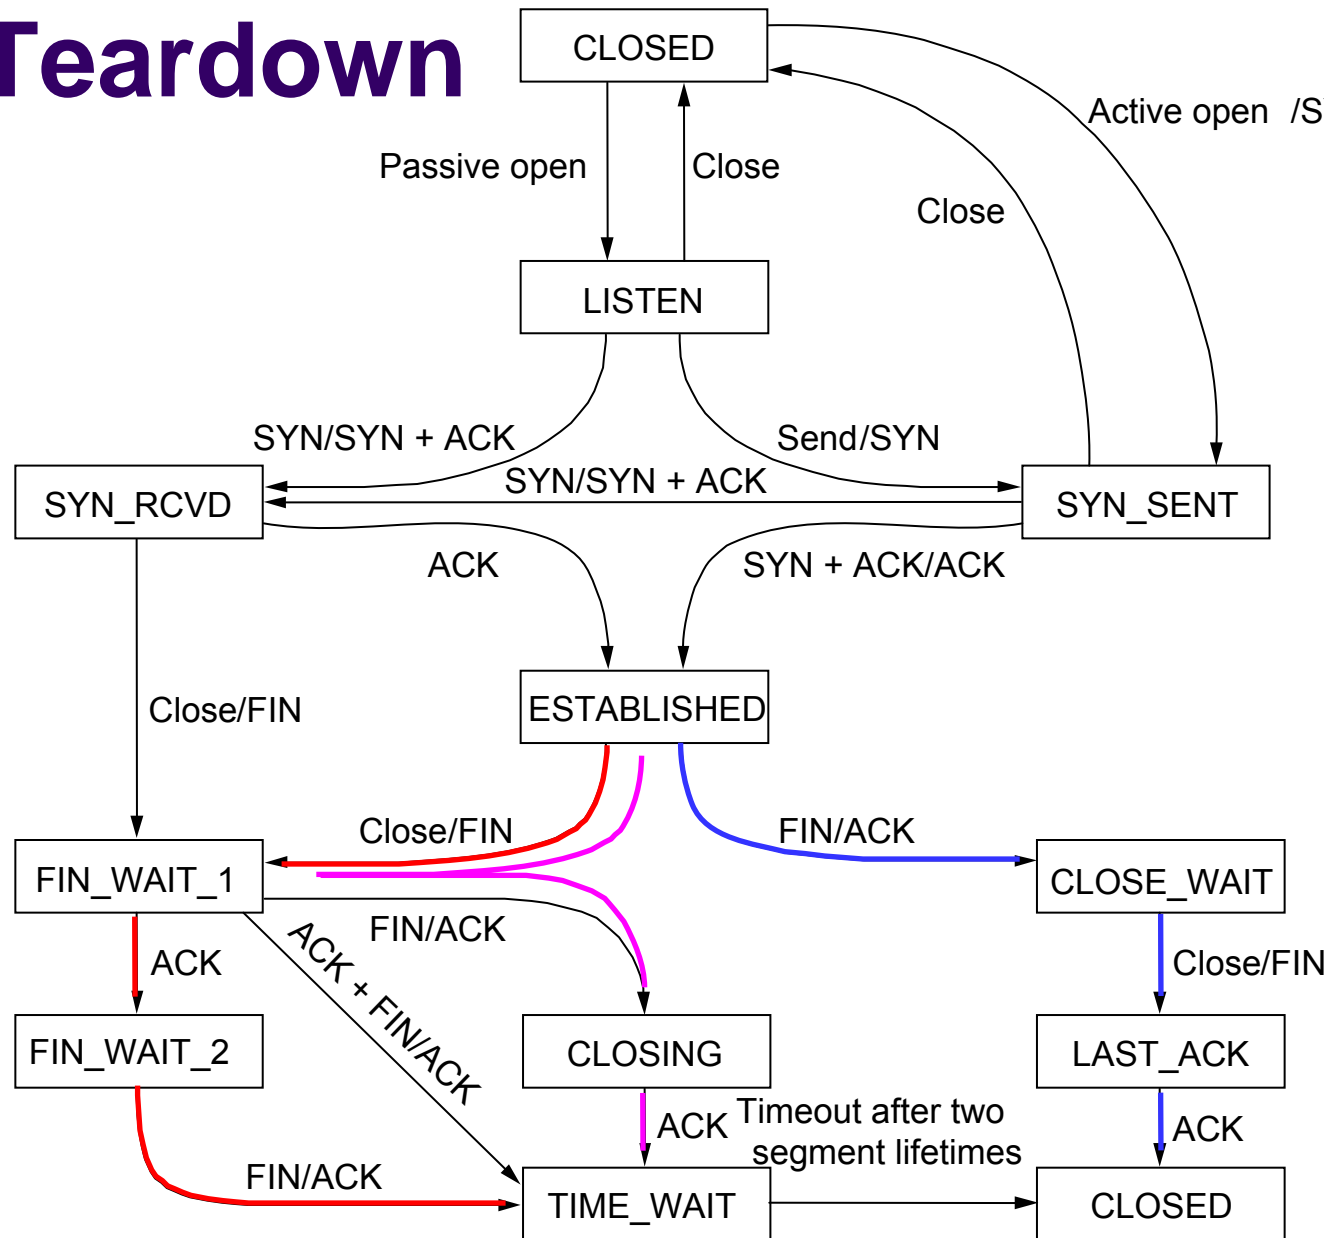 Teardown
CLOSED
Active open /S
Passive open
Close
Close
LISTEN
SYN/SYN + ACK
Send/SYN
SYN/SYN + ACK
SYN_RCVD
SYN_SENT
ACK
SYN + ACK/ACK
Close/FIN
ESTABLISHED
Close/FIN
FIN/ACK
FIN_WAIT_1
CLOSE_WAIT
FIN/ACK
ACK
ACK + FIN/ACK
Close/FIN
FIN_WAIT_2
CLOSING
LAST_ACK
ACK
Timeout after two
segment lifetimes
ACK
FIN/ACK
TIME_WAIT
CLOSED